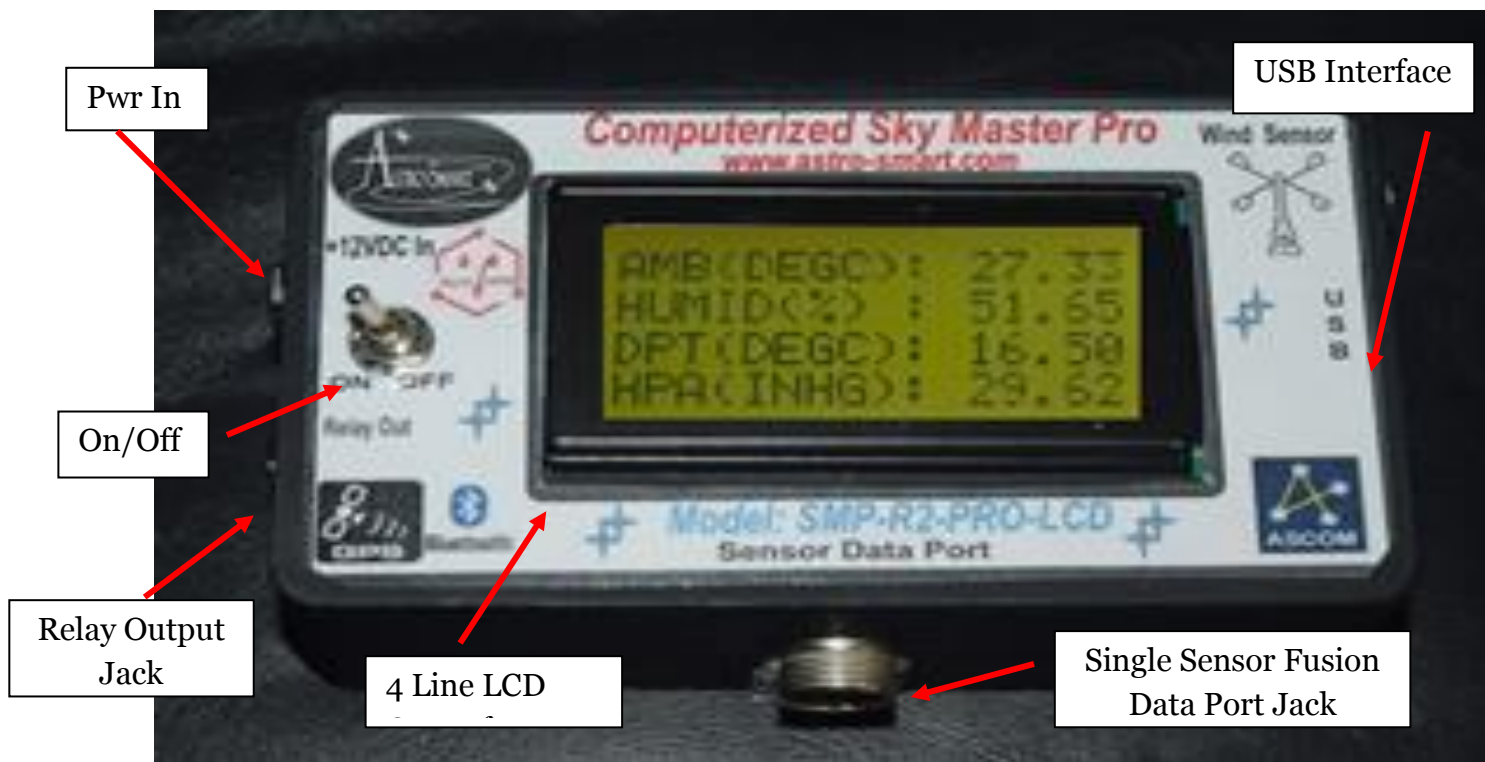 Pwr In
USB Interface
Computerized Sky Master Pro
www.astro-smart.com
Wind Sensor
+12VDC In
AMB(DEGC): 27.33
HUMID(%) : 51.65
DPT(DEGC): 16.50
HPA(INHG): 29.62
USB
ON OFF
On/Off
Relay Out
GPS
Bluetooth
Model: SMP-R2-PRO-LCD
Sensor Data Port
ASCOM
Relay Output
Jack
4 Line LCD
Single Sensor Fusion
Data Port Jack